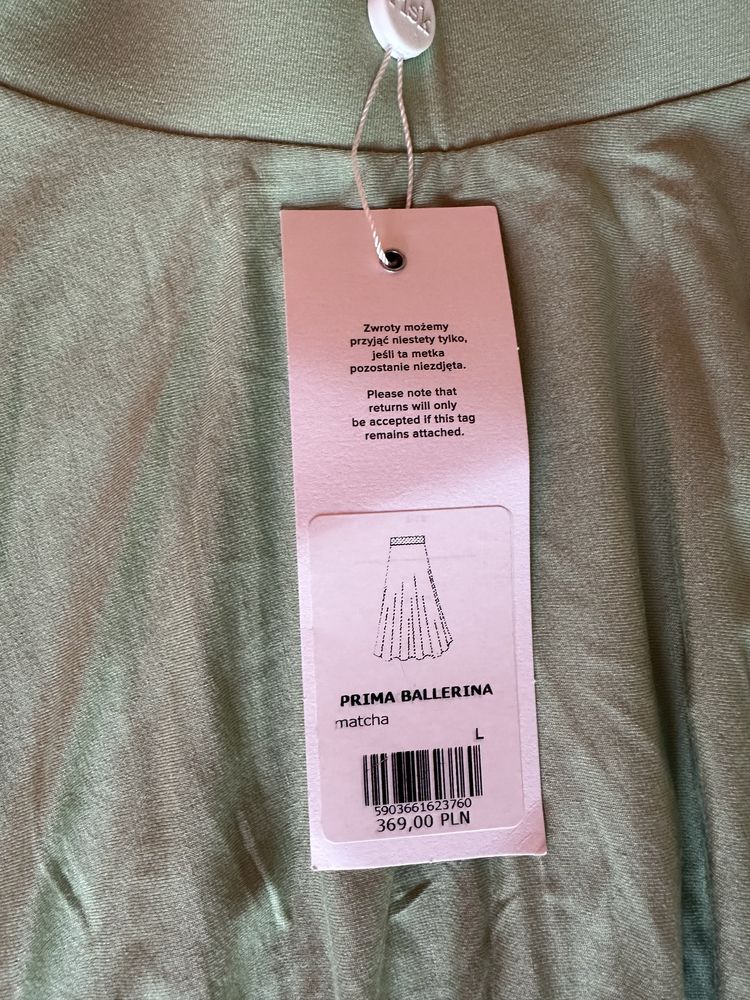 Zwroty możemy
przyjąć niestety tylko,
jeśli ta metka
pozostanie niezdjęta.
Please note that
returns will only
be accepted if this tag
remains attached.
PRIMA BALLERINA
matcha
L
5903661623760
369,00 PLN